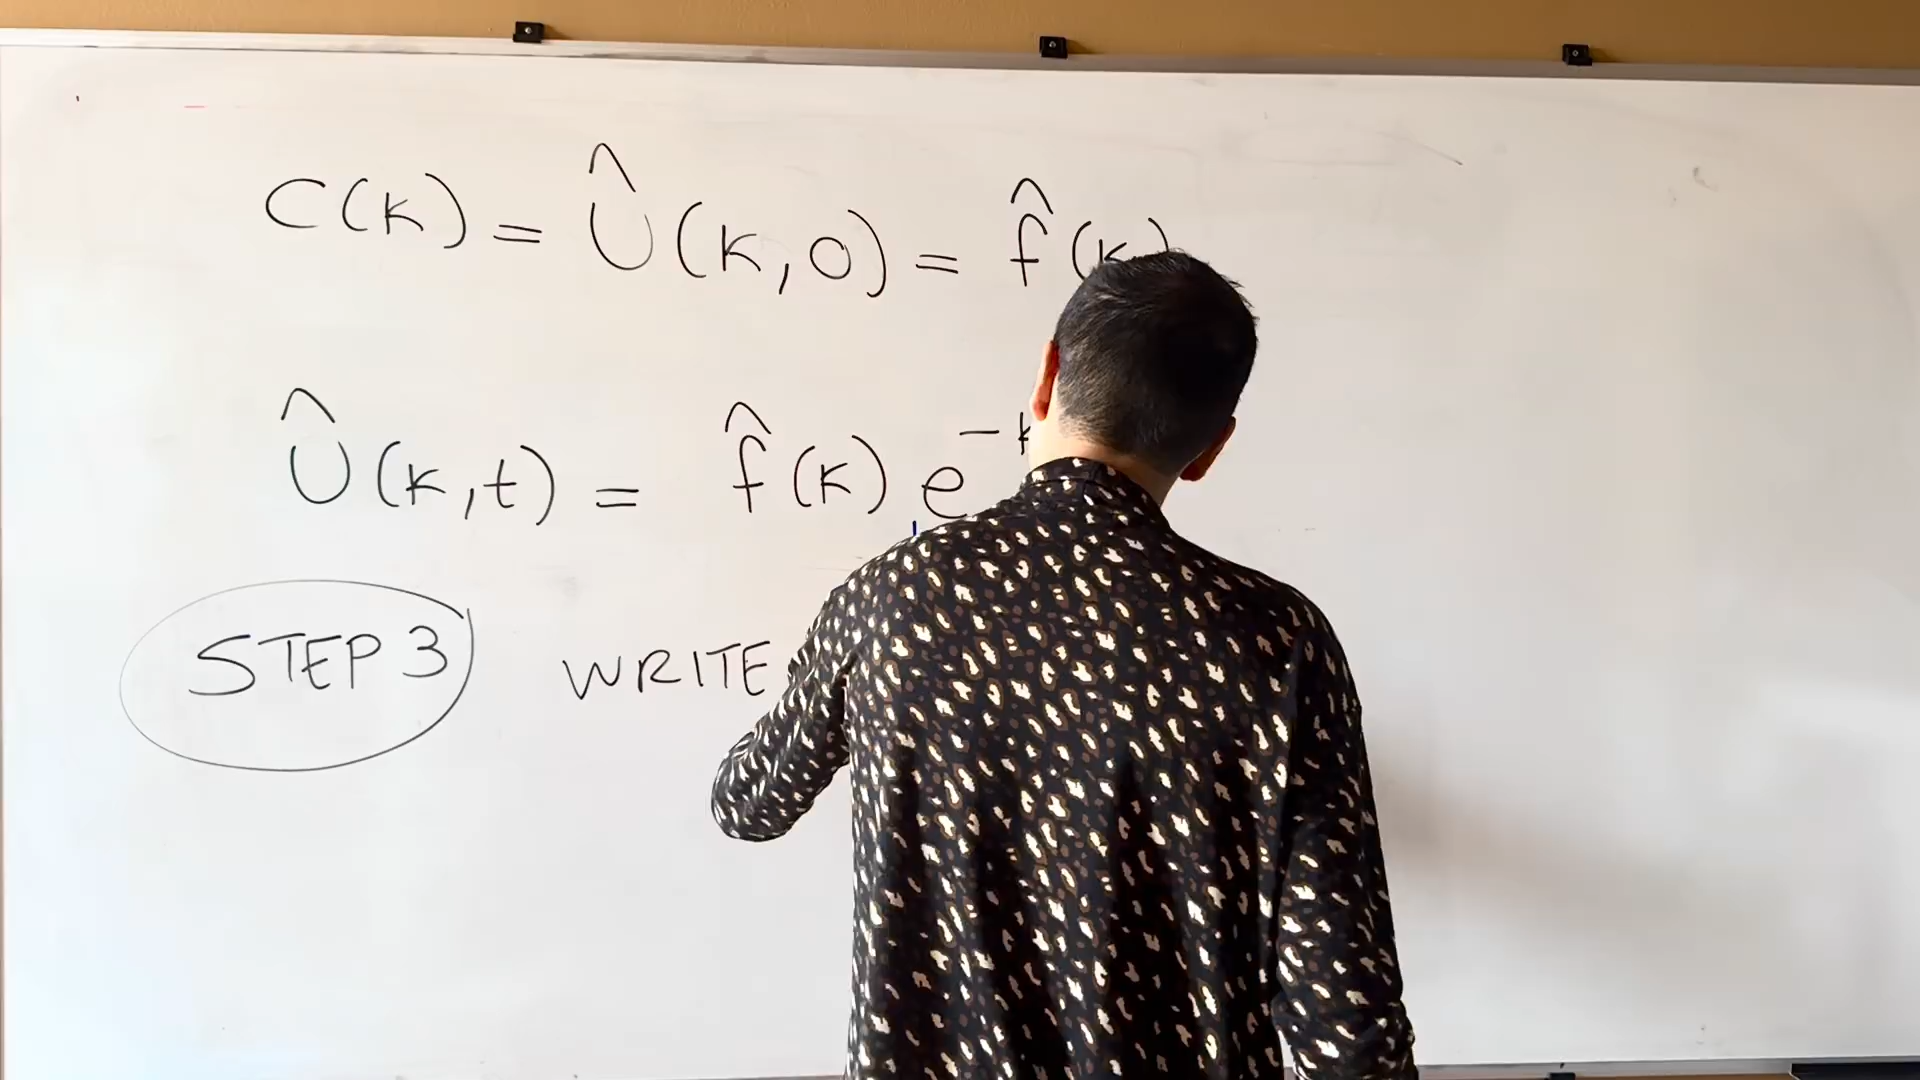 C(k) = Û(k,0) = f̂(k)
Û(k,t) = f̂(k) e^-k
STEP 3 WRITE